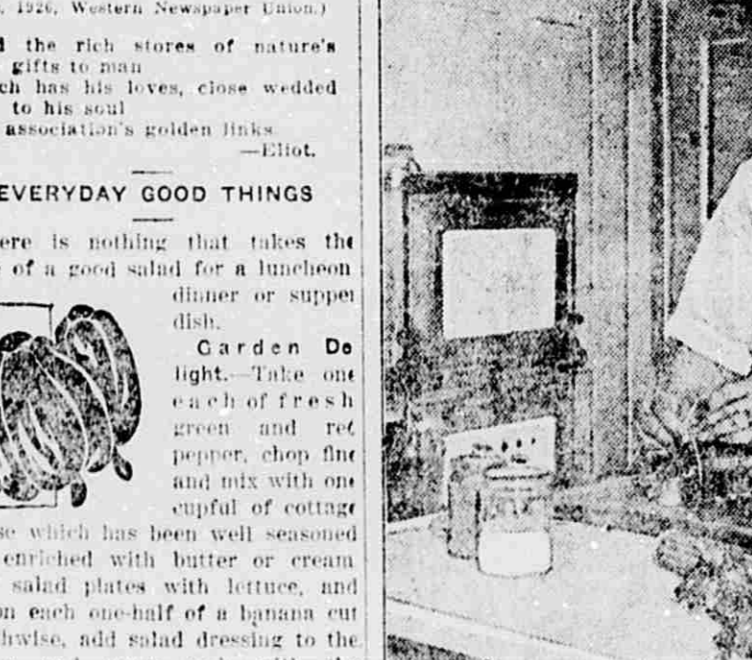 , 1926, Western Newspaper Union.)
the rich stores of nature's
gifts to man
ch has his loves, close wedded
to his soul
association's golden links.
—Eliot.
EVERYDAY GOOD THINGS
ere is nothing that takes the
of a good salad for a luncheon
dinner or supper
dish.
Garden De
light.—Take one
each of fresh
green and red
pepper, chop fine
and mix with one
cupful of cottage
se which has been well seasoned
enriched with butter or cream
salad plates with lettuce, and
on each one-half of a banana cut
hwise, add salad dressing to the